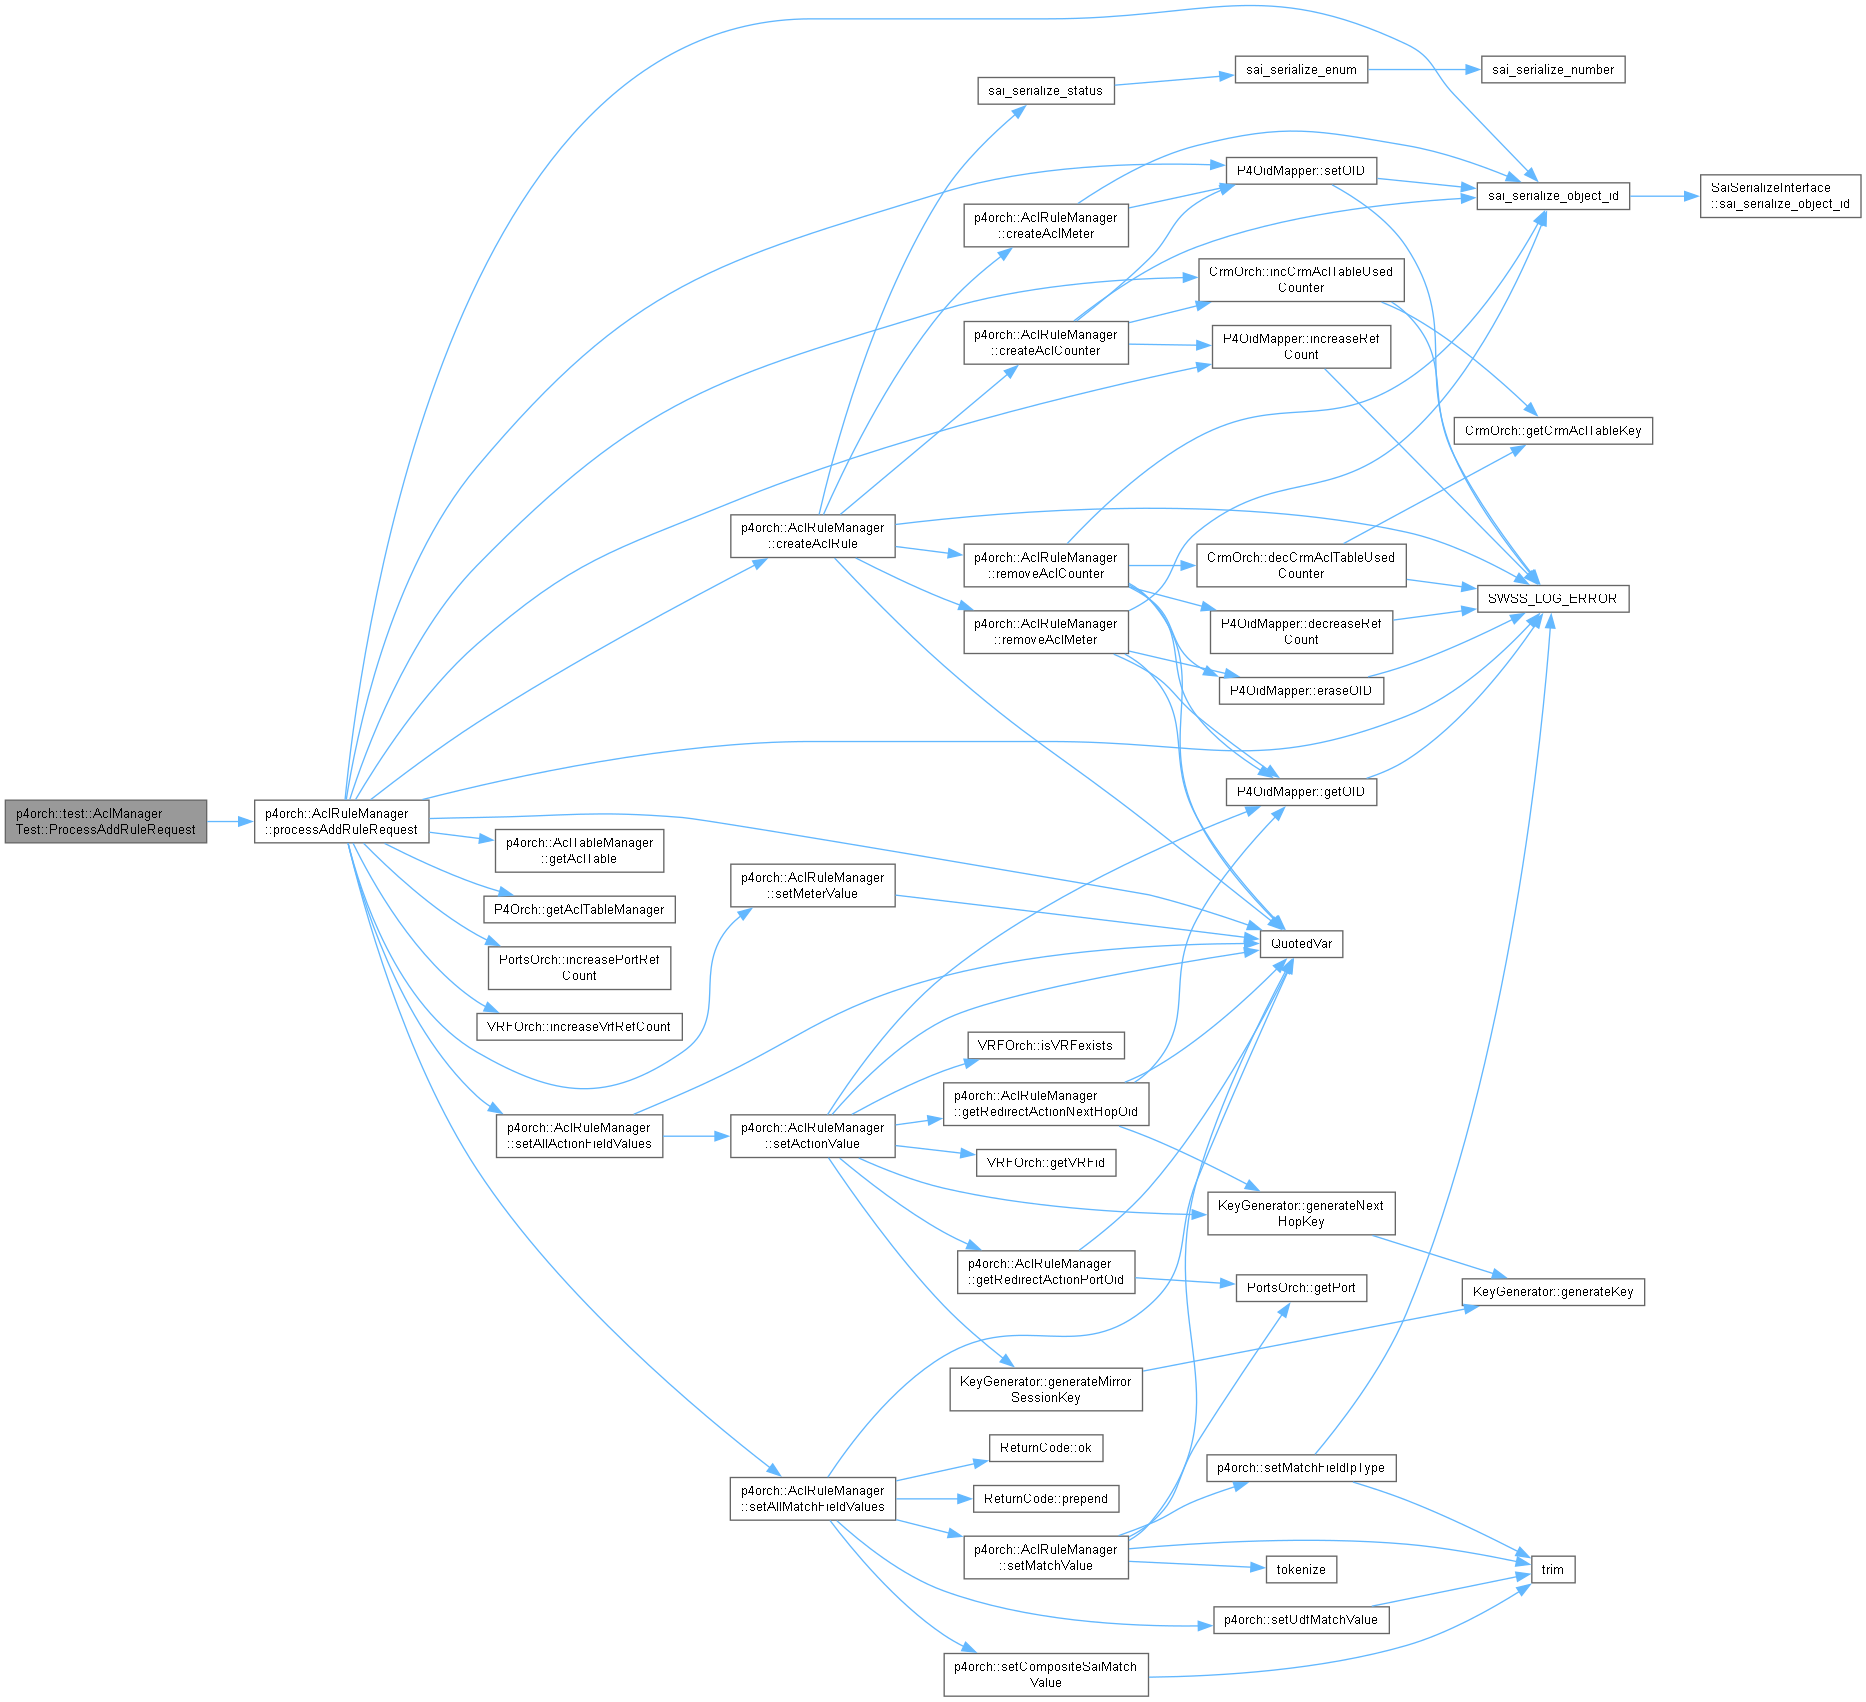 p4orch::test::AclManager
Test::ProcessAddRuleRequest
p4orch::AclRuleManager
::processAddRuleRequest
p4orch::AclTableManager
::getAclTable
P4Orch::getAclTableManager
PortsOrch::increasePortRef
Count
VRFOrch::increaseVrfRefCount
p4orch::AclRuleManager
::setAllActionFieldValues
p4orch::AclRuleManager
::createAclRule
p4orch::AclRuleManager
::setMeterValue
p4orch::AclRuleManager
::setActionValue
p4orch::AclRuleManager
::setAllMatchFieldValues
sai_serialize_status
p4orch::AclRuleManager
::createAclMeter
p4orch::AclRuleManager
::createAclCounter
p4orch::AclRuleManager
::removeAclCounter
p4orch::AclRuleManager
::removeAclMeter
VRFOrch::isVRFexists
p4orch::AclRuleManager
::getRedirectActionNextHopOid
VRFOrch::getVRFid
p4orch::AclRuleManager
::getRedirectActionPortOid
KeyGenerator::generateMirror
SessionKey
ReturnCode::ok
ReturnCode::prepend
p4orch::AclRuleManager
::setMatchValue
p4orch::setCompositeSaiMatch
Value
sai_serialize_enum
P4OidMapper::setOID
CrmOrch::incCrmAclTableUsed
Counter
P4OidMapper::increaseRef
Count
CrmOrch::decCrmAclTableUsed
Counter
P4OidMapper::decreaseRef
Count
P4OidMapper::eraseOID
P4OidMapper::getOID
QuotedVar
KeyGenerator::generateNext
HopKey
PortsOrch::getPort
p4orch::setMatchFieldIpType
tokenize
p4orch::setUdfMatchValue
sai_serialize_number
sai_serialize_object_id
CrmOrch::getCrmAclTableKey
SWSS_LOG_ERROR
KeyGenerator::generateKey
trim
SaiSerializeInterface
::sai_serialize_object_id